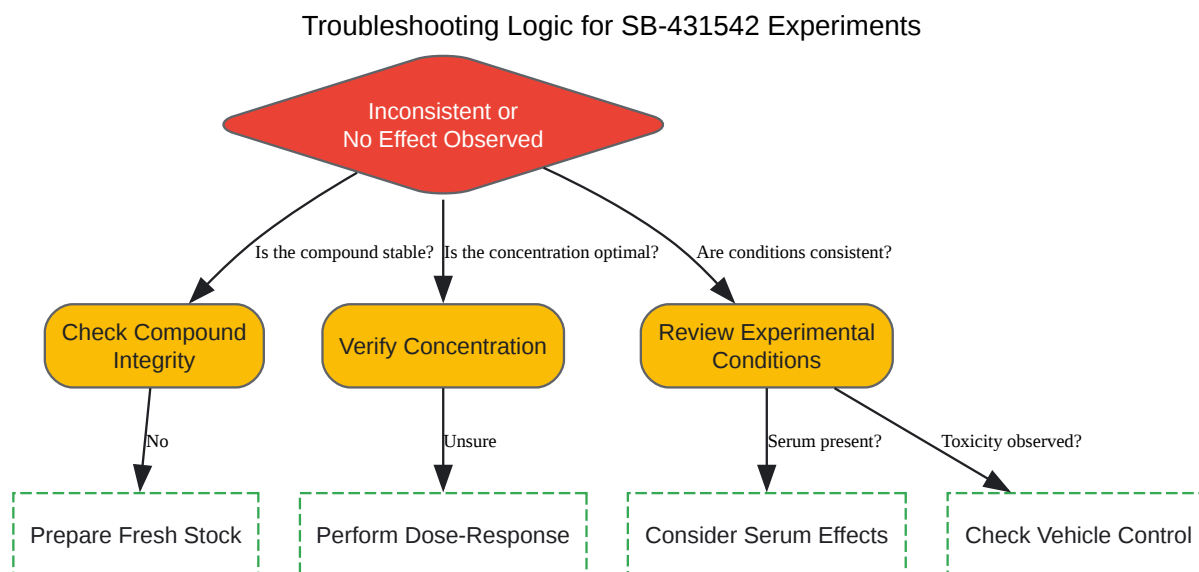 Troubleshooting Logic for SB-431542 Experiments
Inconsistent or
No Effect Observed
Is the compound stable?
Is the concentration optimal?
Are conditions consistent?
Check Compound
Integrity
Verify Concentration
Review Experimental
Conditions
No
Unsure
Serum present?
Toxicity observed?
Prepare Fresh Stock
Perform Dose-Response
Consider Serum Effects
Check Vehicle Control